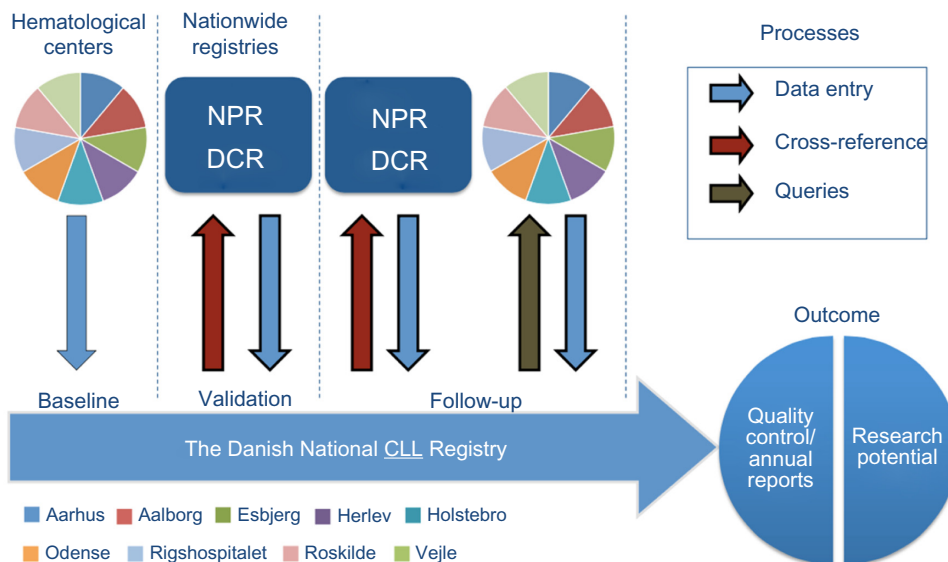 Hematological
centers
Nationwide
registries
Processes
NPR
DCR
NPR
DCR
Data entry
Cross-reference
Queries
Outcome
Baseline
Validation
Follow-up
The Danish National CLL Registry
Quality
control/
annual
reports
Research
potential
Aarhus
Aalborg
Esbjerg
Herlev
Holstebro
Odense
Rigshospitalet
Roskilde
Vejle